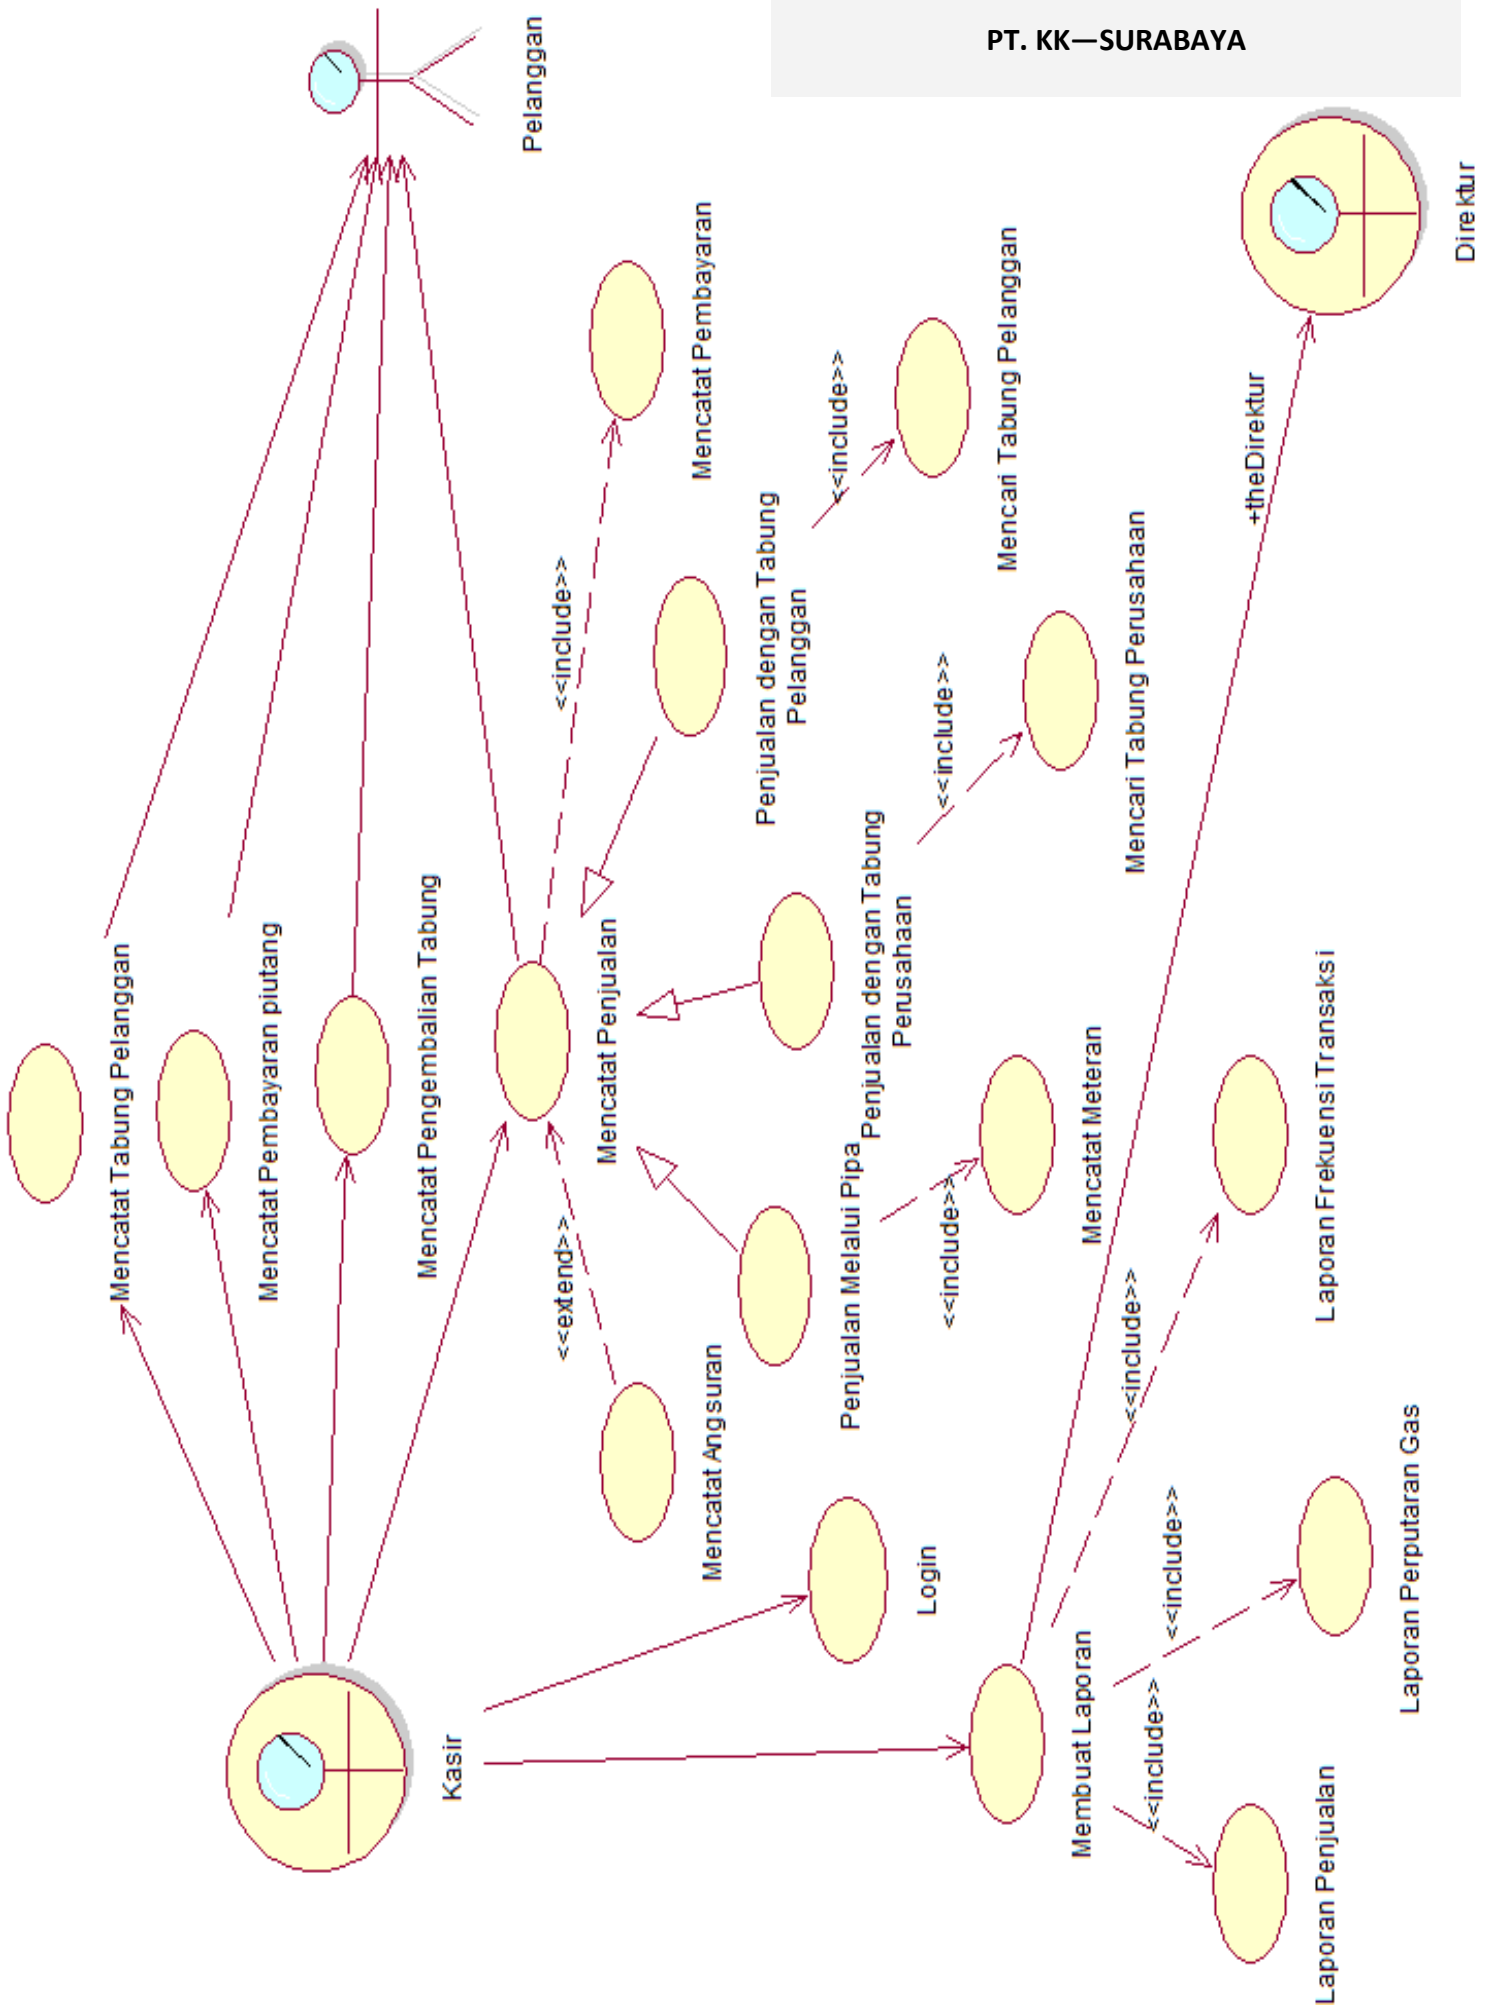 PT. KK—SURABAYA
Pelanggan
Mencatat Tabung Pelanggan
Mencatat Pembayaran piutang
Mencatat Pengembalian Tabung
Mencatat Penjualan
<<include>>
Mencatat Pembayaran
Penjualan dengan Tabung
Pelanggan
<<include>>
Mencari Tabung Pelanggan
Penjualan dengan Tabung
Perusahaan
<<include>>
Mencari Tabung Perusahaan
<<extend>>
Mencatat Angsuran
Penjualan Melalui Pipa
<<include>>
Mencatat Meteran
Kasir
Login
Membuat Laporan
+theDirektur
Direktur
<<include>>
Laporan Frekuensi Transaksi
<<include>>
Laporan Perputaran Gas
<<include>>
Laporan Penjualan